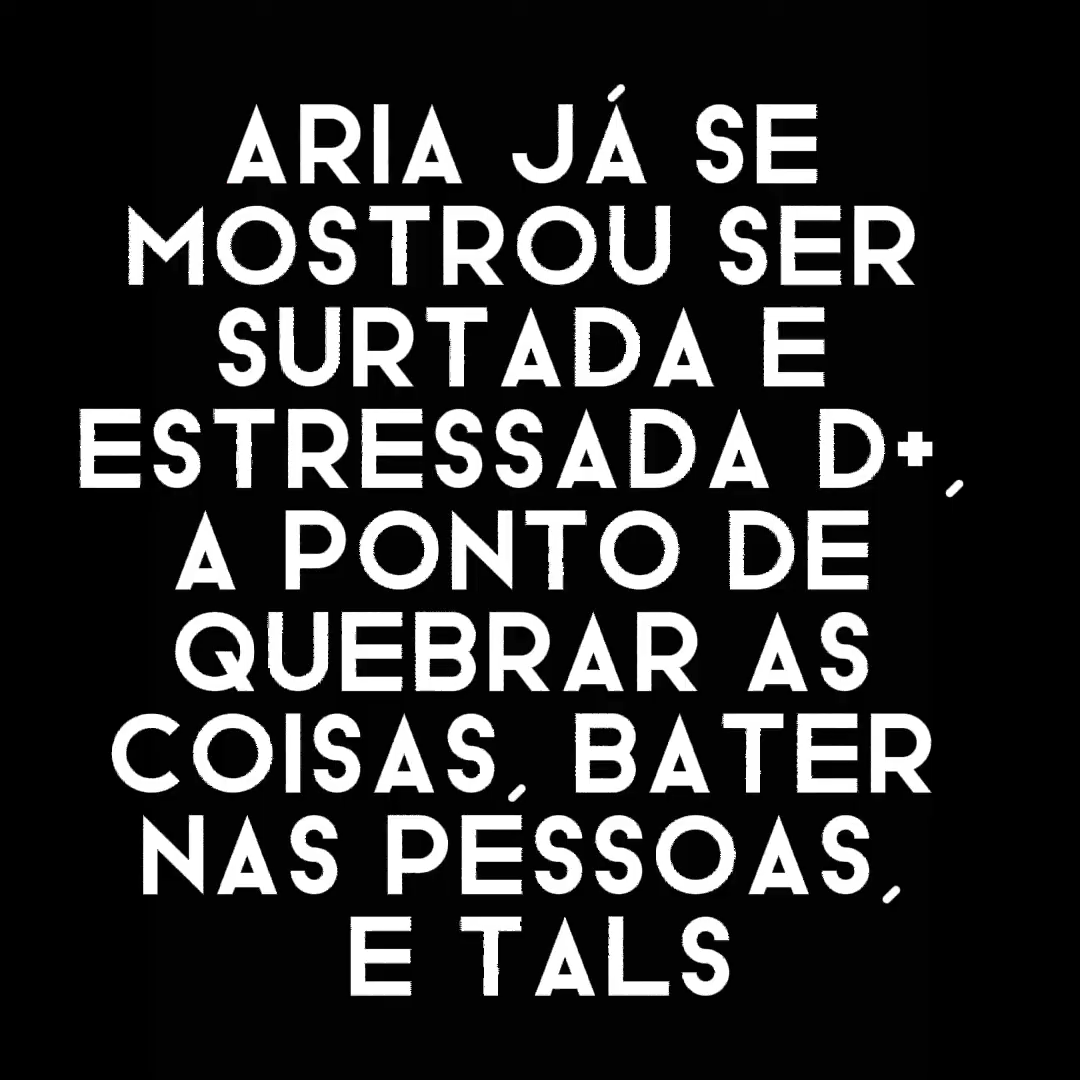 ARIA JÁ SE
MOSTROU SER
SURTADA E
ESTRESSADA D+,
A PONTO DE
QUEBRAR AS
COISAS, BATER
NAS PESSOAS,
E TALS